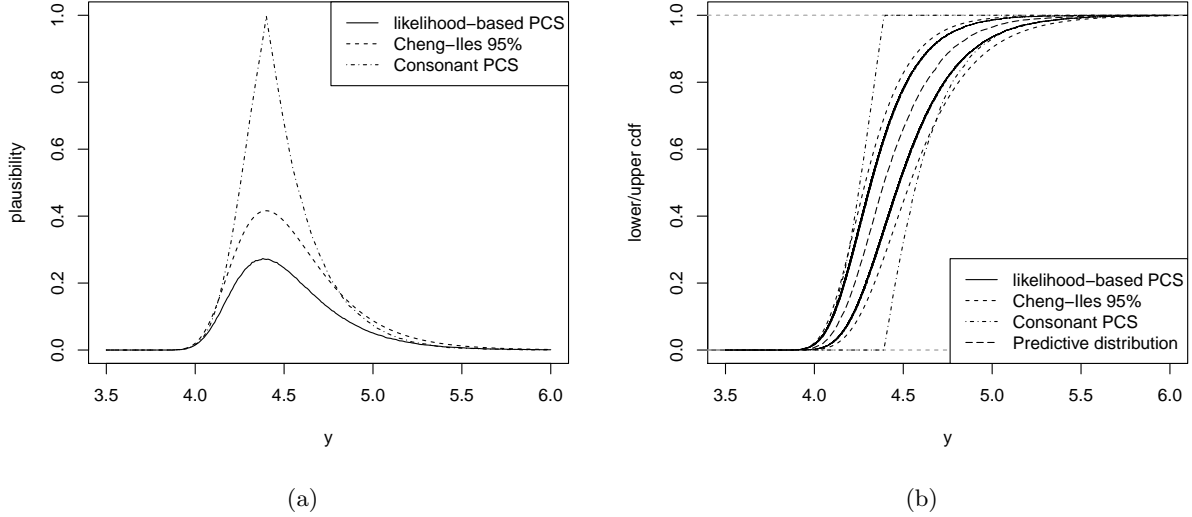 likelihood−based PCS
Cheng−Iles 95%
Consonant PCS
plausibility
1.0
0.8
0.6
0.4
0.2
0.0
3.5 4.0 4.5 5.0 5.5 6.0
y
(a)
lower/upper cdf
1.0
0.8
0.6
0.4
0.2
0.0
likelihood−based PCS
Cheng−Iles 95%
Consonant PCS
Predictive distribution
3.5 4.0 4.5 5.0 5.5 6.0
y
(b)